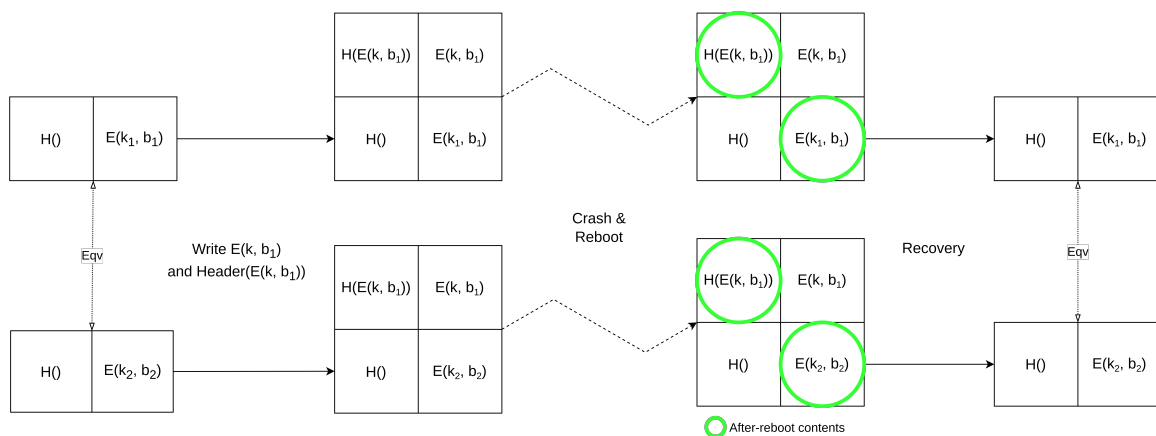 H(E(k, b₁)) E(k, b₁)
H(E(k, b₁)) E(k, b₁)
H() E(k₁, b₁)
H() E(k₁, b₁)
H() E(k₁, b₁)
H() E(k₁, b₁)
Eqv
Write E(k, b₁)
and Header(E(k, b₁))
Crash &
Reboot
Recovery
Eqv
H(E(k, b₁)) E(k, b₁)
H(E(k, b₁)) E(k, b₁)
H() E(k₂, b₂)
H() E(k₂, b₂)
H() E(k₂, b₂)
H() E(k₂, b₂)
After-reboot contents